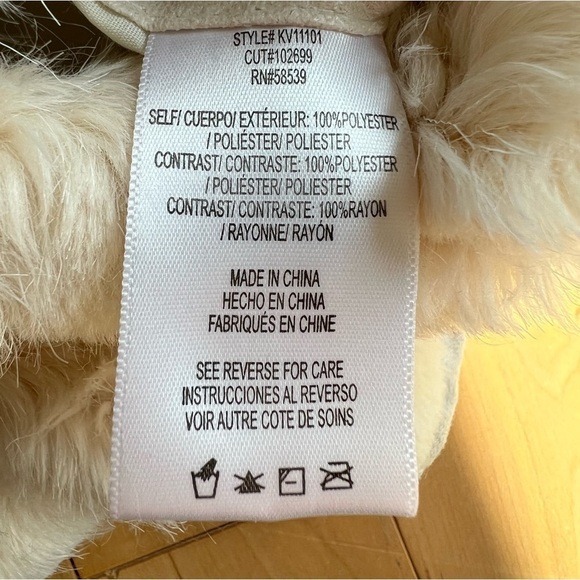 STYLE# KV11101
CUT#102699
RN#58539
SELF/ CUERPO/ EXTÉRIEUR: 100%POLYESTER
/ POLIÉSTER/ POLIESTER
CONTRAST/ CONTRASTE: 100%POLYESTER
/ POLIÉSTER/ POLIESTER
CONTRAST/ CONTRASTE: 100%RAYON
/ RAYONNE/ RAYÓN
MADE IN CHINA
HECHO EN CHINA
FABRIQUÉS EN CHINE
SEE REVERSE FOR CARE
INSTRUCCIONES AL REVERSO
VOIR AUTRE COTE DE SOINS